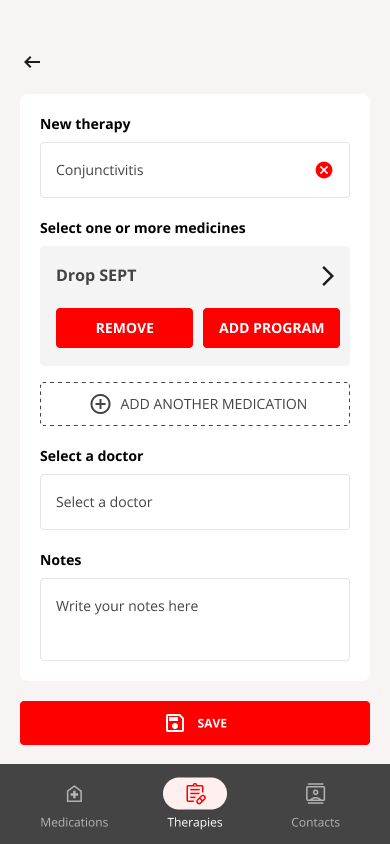 New therapy
Conjunctivitis
Select one or more medicines
Drop SEPT
REMOVE
ADD PROGRAM
ADD ANOTHER MEDICATION
Select a doctor
Select a doctor
Notes
Write your notes here
SAVE
Medications
Therapies
Contacts